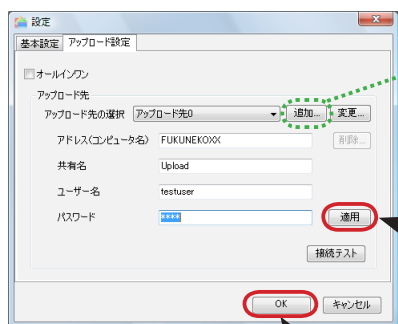 設定
基本設定 アップロード設定
オールインワン
アップロード先
アップロード先の選択 アップロード先0 追加... 変更...
アドレス(コンピュータ名) FUKUNEKOXX 削除...
共有名 Upload
ユーザー名 testuser
パスワード **** 適用
接続テスト
OK キャンセル